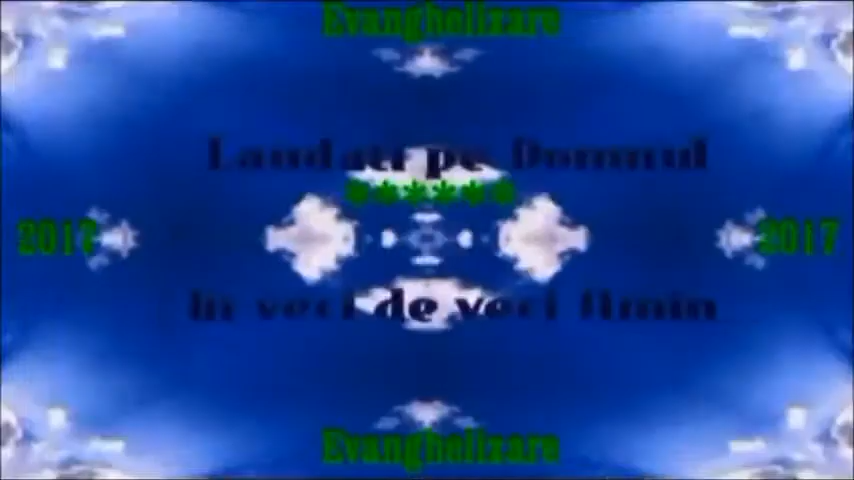 Evanghelizare
Laudati pe Domnul
******
2017 2017
In veci de veci Amin
Evanghelizare